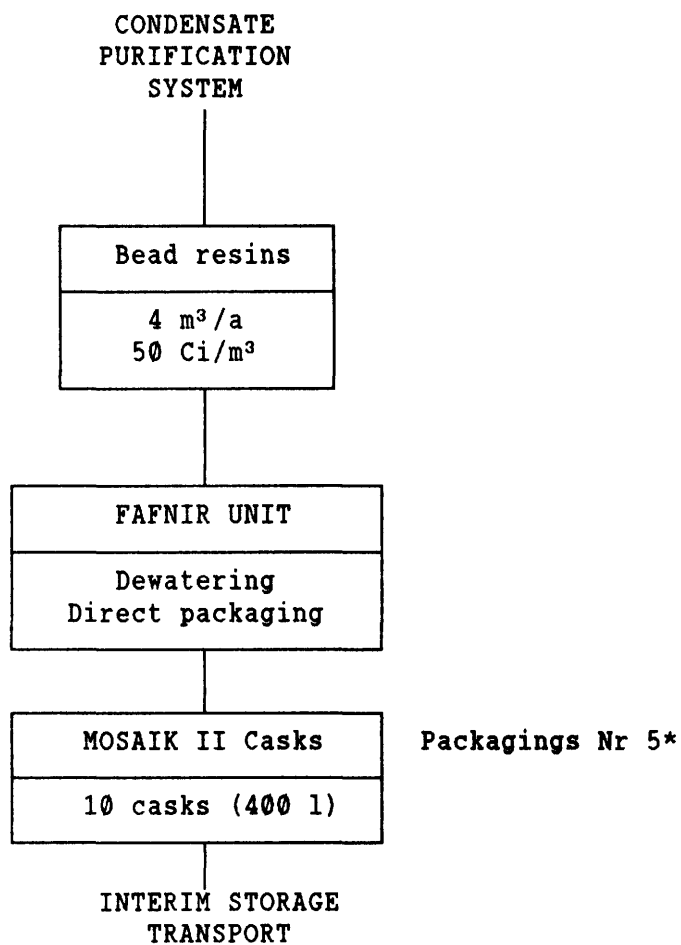 CONDENSATE
PURIFICATION
SYSTEM
Bead resins
4 m³/a
50 Ci/m³
FAFNIR UNIT
Dewatering
Direct packaging
MOSAIK II Casks
Packagings Nr 5*
10 casks (400 l)
INTERIM STORAGE
TRANSPORT